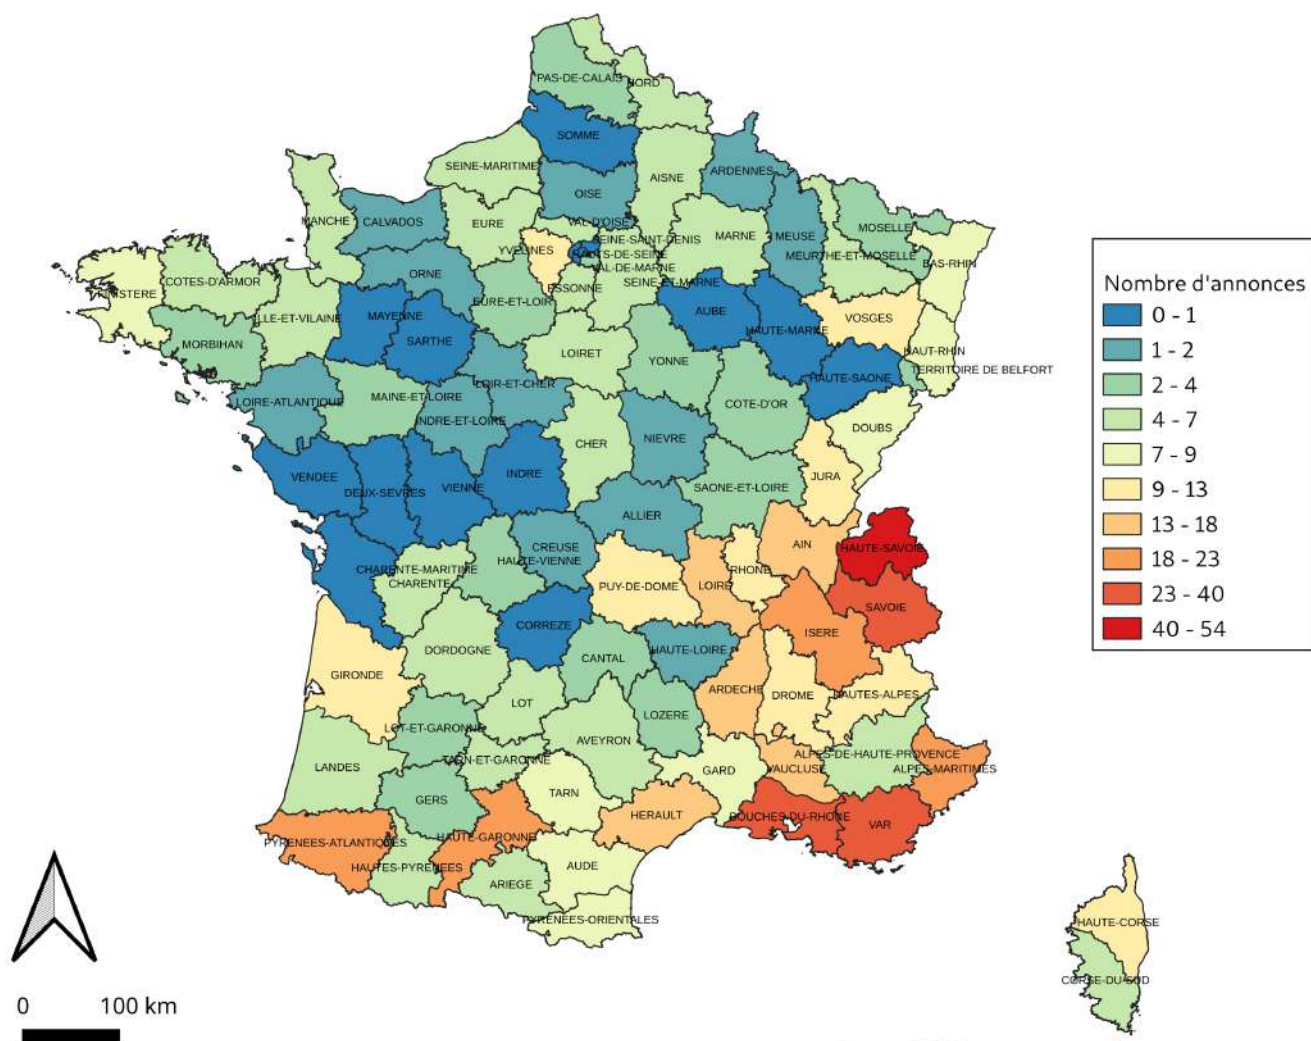 PAS-DE-CALAIS
NORD
SOMME
SEINE-MARITIME
AISNE
ARDENNES
OISE
MANCHE
CALVADOS
EURE
VAL-D'OISE
MOSELLE
SEINE-SAINT-DENIS
MARNE
MEUSE
YVELINES
HAUTS-DE-SEINE
MEURTHE-ET-MOSELLE
BAS-RHIN
VAL-DE-MARNE
ORNE
COTES-D'ARMOR
SEINE-ET-MARNE
ESSONNE
FINISTERE
EURE-ET-LOIR
AUBE
ILLE-ET-VILAINE
MAYENNE
VOSGES
HAUTE-MARNE
SARTHE
MORBIHAN
LOIRET
HAUT-RHIN
YONNE
TERRITOIRE DE BELFORT
HAUTE-SAONE
LOIR-ET-CHER
MAINE-ET-LOIRE
LOIRE-ATLANTIQUE
COTE-D'OR
INDRE-ET-LOIRE
DOUBS
NIEVRE
CHER
INDRE
VENDEE
JURA
VIENNE
SAONE-ET-LOIRE
DEUX-SEVRES
ALLIER
AIN
CREUSE
HAUTE-SAVOIE
HAUTE-VIENNE
CHARENTE-MARITIME
RHONE
CHARENTE
LOIRE
PUY-DE-DOME
SAVOIE
CORREZE
ISERE
DORDOGNE
HAUTE-LOIRE
CANTAL
GIRONDE
ARDECHE
DROME
HAUTES-ALPES
LOT
LOZERE
LOT-ET-GARONNE
AVEYRON
ALPES-DE-HAUTE-PROVENCE
TARN-ET-GARONNE
LANDES
GARD
VAUCLUSE
ALPES-MARITIMES
TARN
GERS
HERAULT
BOUCHES-DU-RHONE
VAR
HAUTE-GARONNE
PYRENEES-ATLANTIQUES
AUDE
HAUTES-PYRENEES
ARIEGE
PYRENEES-ORIENTALES
HAUTE-CORSE
CORSE-DU-SUD
Nombre d'annonces
0 - 1
1 - 2
2 - 4
4 - 7
7 - 9
9 - 13
13 - 18
18 - 23
23 - 40
40 - 54
0 100 km